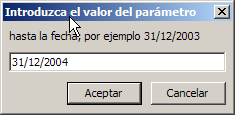 Introduzca el valor del parámetro
hasta la fecha, por ejemplo 31/12/2003
31/12/2004
Aceptar
Cancelar